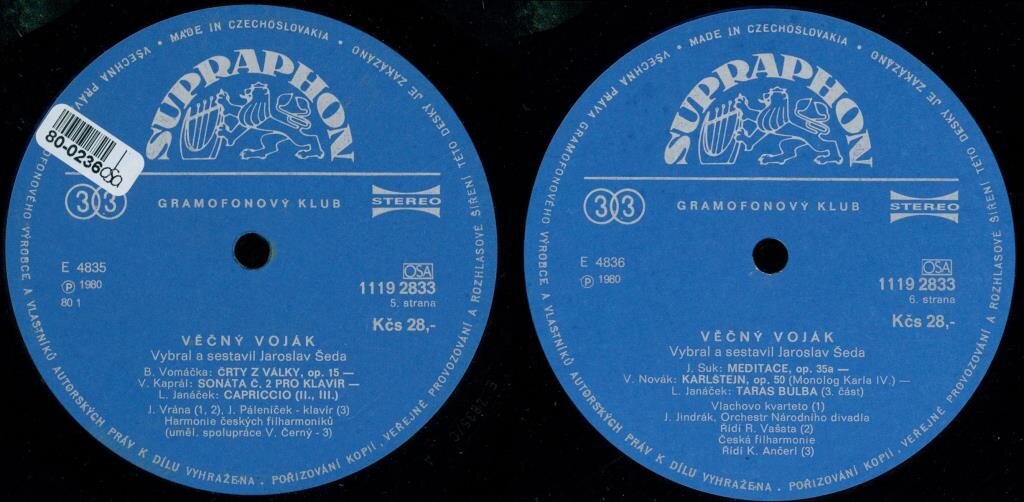 VŠECHNA PRÁVA GRAMOFONOVÉHO VÝROBCE A VLASTNÍKŮ AUTORSKÝCH PRÁV K DÍLU VYHRAŽENA. POŘIZOVÁNÍ KOPIÍ, VEŘEJNÉ PROVOZOVÁNÍ A ROZHLASOVÉ ŠÍŘENÍ TÉTO DESKY JE ZAKÁZÁNO • MADE IN CZECHOSLOVAKIA •
SUPRAPHON
80-0236
33
GRAMOFONOVÝ KLUB
STEREO
E 4835
OSA
Ⓟ 1980
1119 2833
80 1
5. strana
Kčs 28,-
VĚČNÝ VOJÁK
Vybral a sestavil Jaroslav Šeda
B. Vomáčka: ČRTY Z VÁLKY, op. 15 —
V. Kaprál: SONÁTA Č. 2 PRO KLAVÍR —
L. Janáček: CAPRICCIO (II., III.)
J. Vrána (1, 2), J. Páleníček - klavír (3)
Harmonie českých filharmoniků
(uměl. spolupráce V. Černý - 3)
VŠECHNA PRÁVA GRAMOFONOVÉHO VÝROBCE A VLASTNÍKŮ AUTORSKÝCH PRÁV K DÍLU VYHRAŽENA. POŘIZOVÁNÍ KOPIÍ, VEŘEJNÉ PROVOZOVÁNÍ A ROZHLASOVÉ ŠÍŘENÍ TÉTO DESKY JE ZAKÁZÁNO • MADE IN CZECHOSLOVAKIA •
SUPRAPHON
33
GRAMOFONOVÝ KLUB
STEREO
E 4836
OSA
Ⓟ 1980
1119 2833
6. strana
Kčs 28,-
VĚČNÝ VOJÁK
Vybral a sestavil Jaroslav Šeda
J. Suk: MEDITACE, op. 35a —
V. Novák: KARLŠTEJN, op. 50 (Monolog Karla IV.) —
L. Janáček: TARAS BULBA (3. část)
Vlachovo kvarteto (1)
J. Jindrák, Orchestr Národního divadla
Řídí R. Vašata (2)
Česká filharmonie
Řídí K. Ančerl (3)